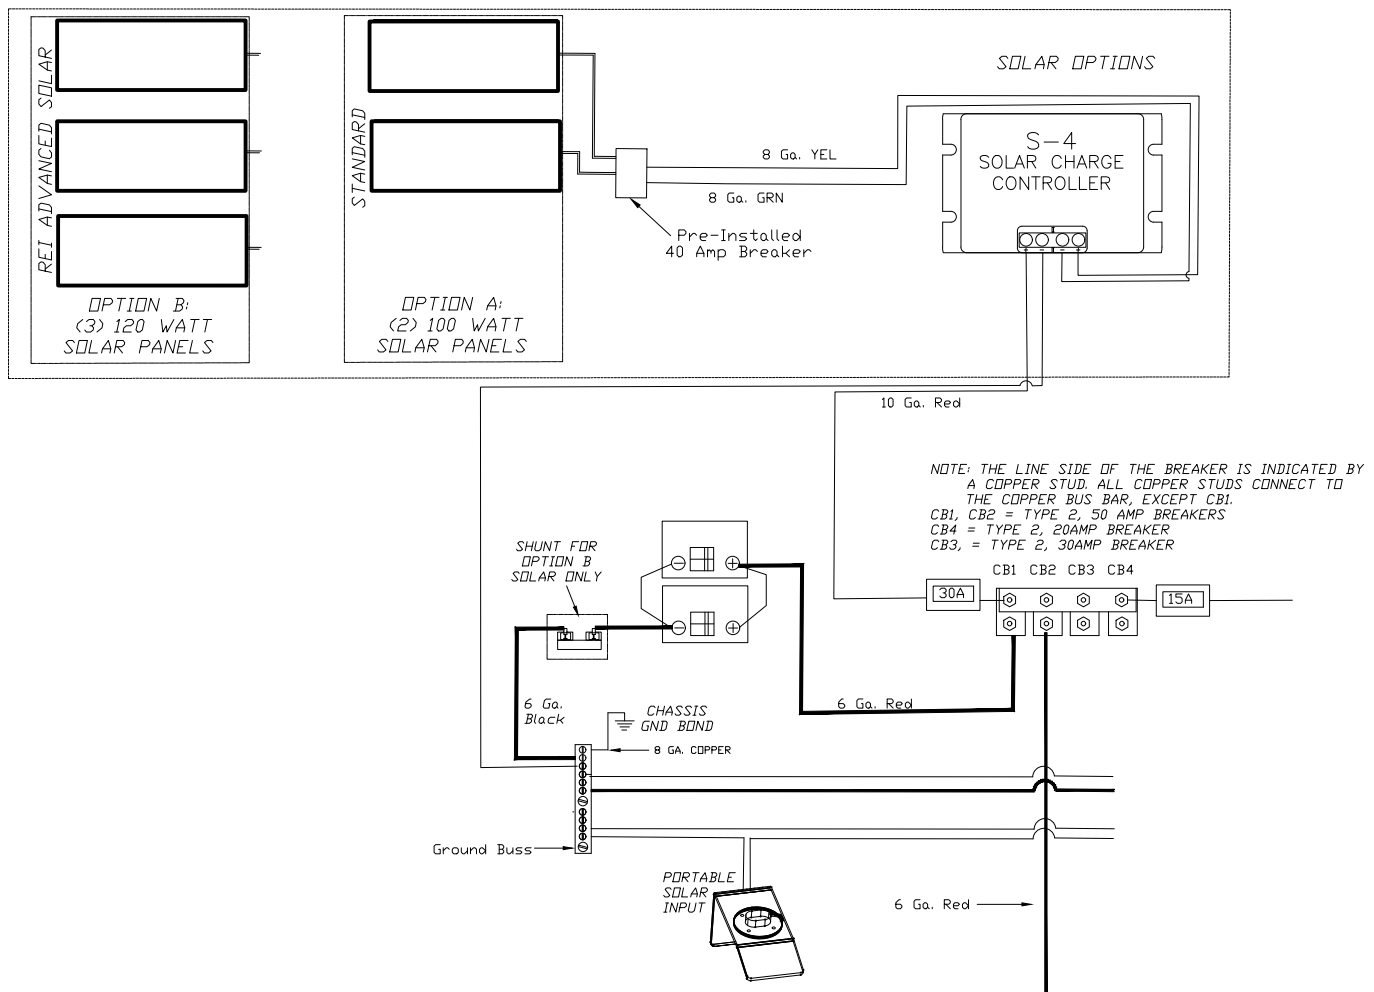 SOLAR OPTIONS
REI ADVANCED SOLAR
OPTION B:
(3) 120 WATT
SOLAR PANELS
STANDARD
OPTION A:
(2) 100 WATT
SOLAR PANELS
8 Ga. YEL
8 Ga. GRN
Pre-Installed
40 Amp Breaker
S-4
SOLAR CHARGE
CONTROLLER
+ - - +
10 Ga. Red
NOTE: THE LINE SIDE OF THE BREAKER IS INDICATED BY
A COPPER STUD. ALL COPPER STUDS CONNECT TO
THE COPPER BUS BAR, EXCEPT CB1.
CB1, CB2 = TYPE 2, 50 AMP BREAKERS
CB4 = TYPE 2, 20AMP BREAKER
CB3, = TYPE 2, 30AMP BREAKER
CB1 CB2 CB3 CB4
30A
15A
SHUNT FOR
OPTION B
SOLAR ONLY
- +
- +
6 Ga.
Black
6 Ga. Red
CHASSIS
GND BOND
8 GA. COPPER
Ground Buss
PORTABLE
SOLAR
INPUT
6 Ga. Red